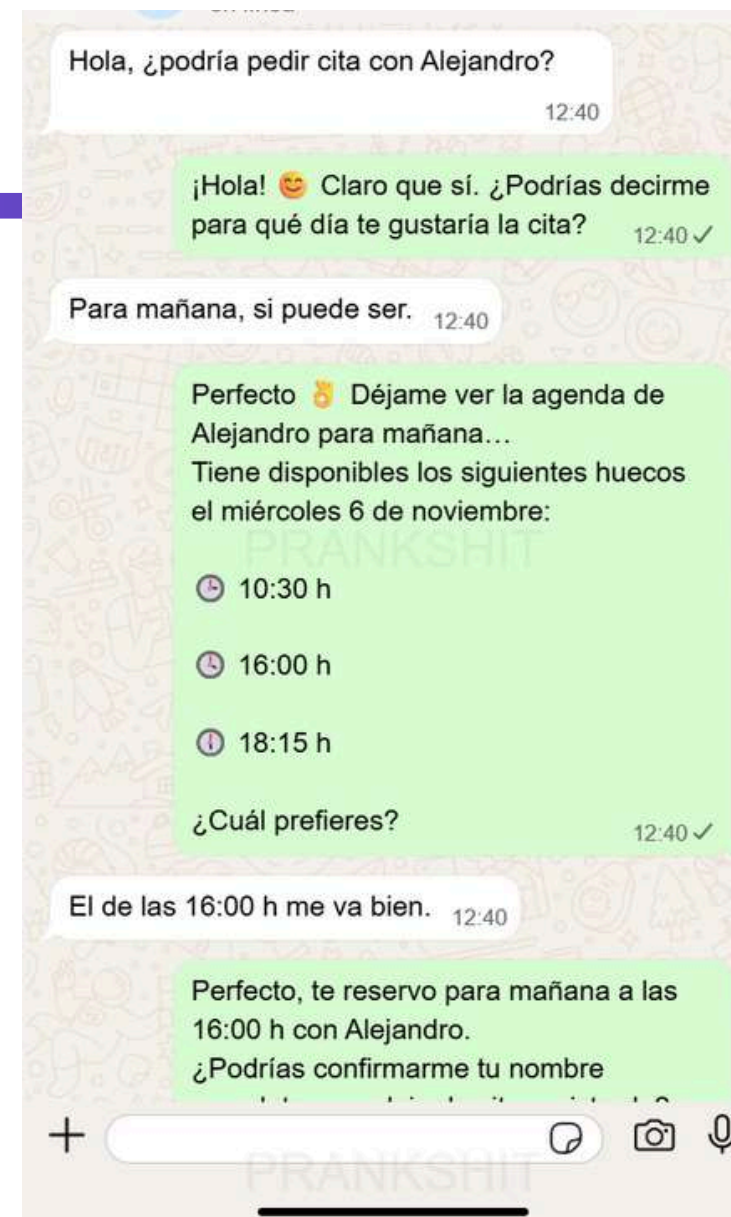 Hola, ¿podría pedir cita con Alejandro?
12:40
¡Hola! 😊 Claro que sí. ¿Podrías decirme
para qué día te gustaría la cita? 12:40
Para mañana, si puede ser. 12:40
Perfecto 👌 Déjame ver la agenda de
Alejandro para mañana…
Tiene disponibles los siguientes huecos
el miércoles 6 de noviembre:
PRANKSHIT
🕒 10:30 h
🕓 16:00 h
🕕 18:15 h
¿Cuál prefieres? 12:40
El de las 16:00 h me va bien. 12:40
Perfecto, te reservo para mañana a las
16:00 h con Alejandro.
¿Podrías confirmarme tu nombre
PRANKSHIT